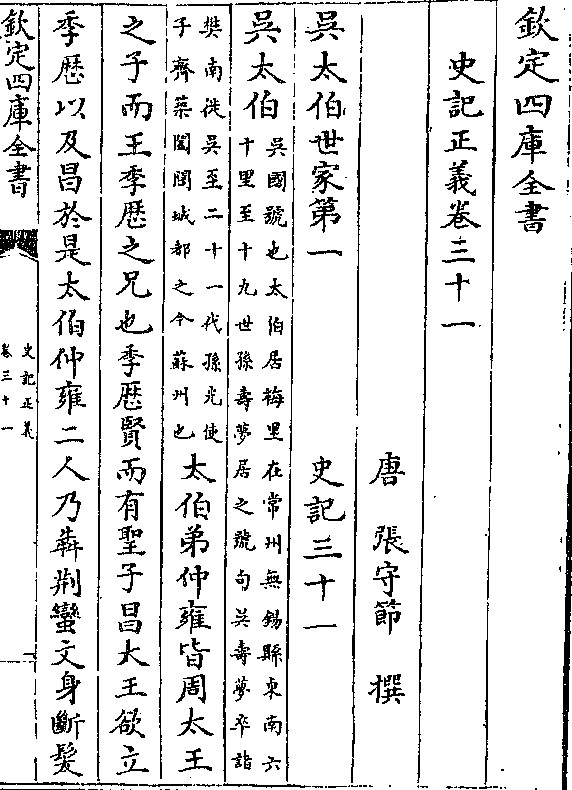 欽定四庫全書
史記正義卷三十一
唐 張守節 撰
吳太伯世家第一 史記三十一
吳太伯
吳國號也太伯居梅里在常州無錫縣東南六
十里至十九世孫壽夢居之號句吳壽夢卒諸
樊南徙吳至二十一代孫光使
子胥築闔閭城都之今蘇州也
太伯弟仲雍皆周太王
之子而王季歴之兄也季歴賢而有聖子昌大王欲立
季歴以及昌於是太伯仲雍二人乃犇荆蠻文身斷髪
欽定四庫全書
史記正義
卷三十一
一